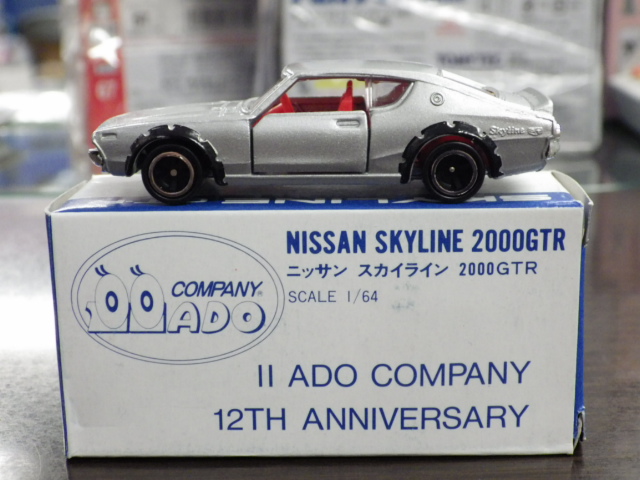 Skyline
NISSAN SKYLINE 2000GTR
ニッサン スカイライン 2000GTR
SCALE 1/64
COMPANY
ADO
II ADO COMPANY
12TH ANNIVERSARY